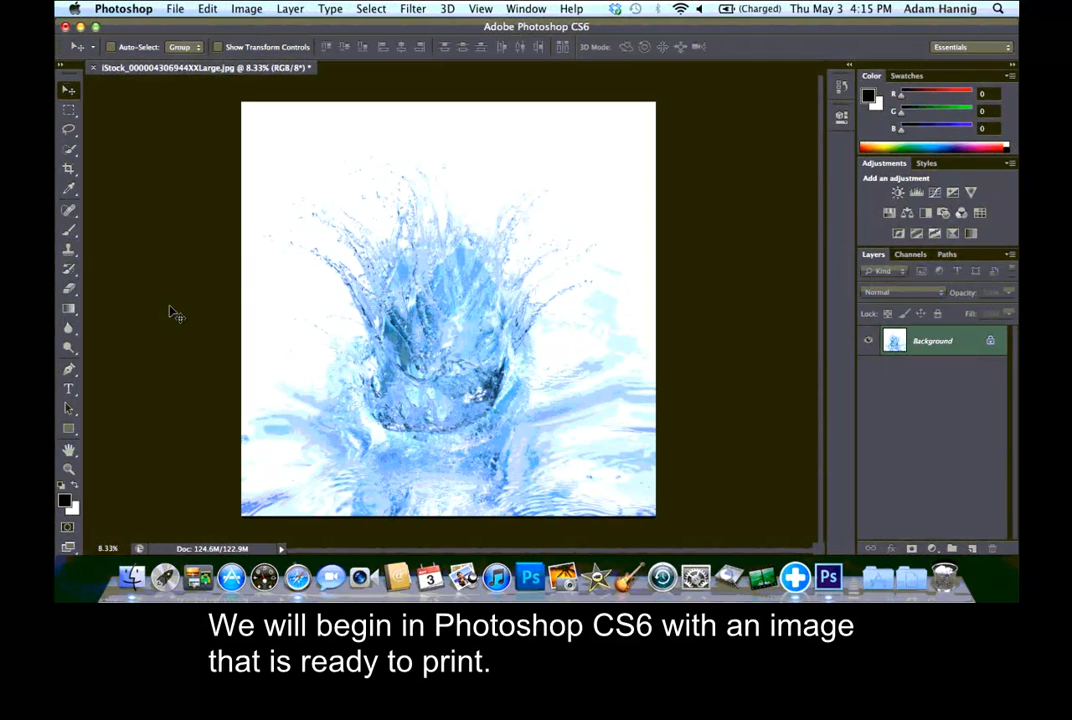 Photoshop File Edit Image Layer Type Select Filter 3D View Window Help (Charged) Thu May 3 4:15 PM Adam Hannig
Adobe Photoshop CS6
Auto-Select: Group Show Transform Controls 3D Mode: Essentials
× iStock_000004306944XXLarge.jpg @ 8.33% (RGB/8*) *
Color Swatches
R 0
G 0
B 0
Adjustments Styles
Add an adjustment
Layers Channels Paths
Kind
Normal Opacity:
Lock: Fill:
Background
8.33% Doc: 124.6M/122.9M
3 Ps Ps
We will begin in Photoshop CS6 with an image
that is ready to print.